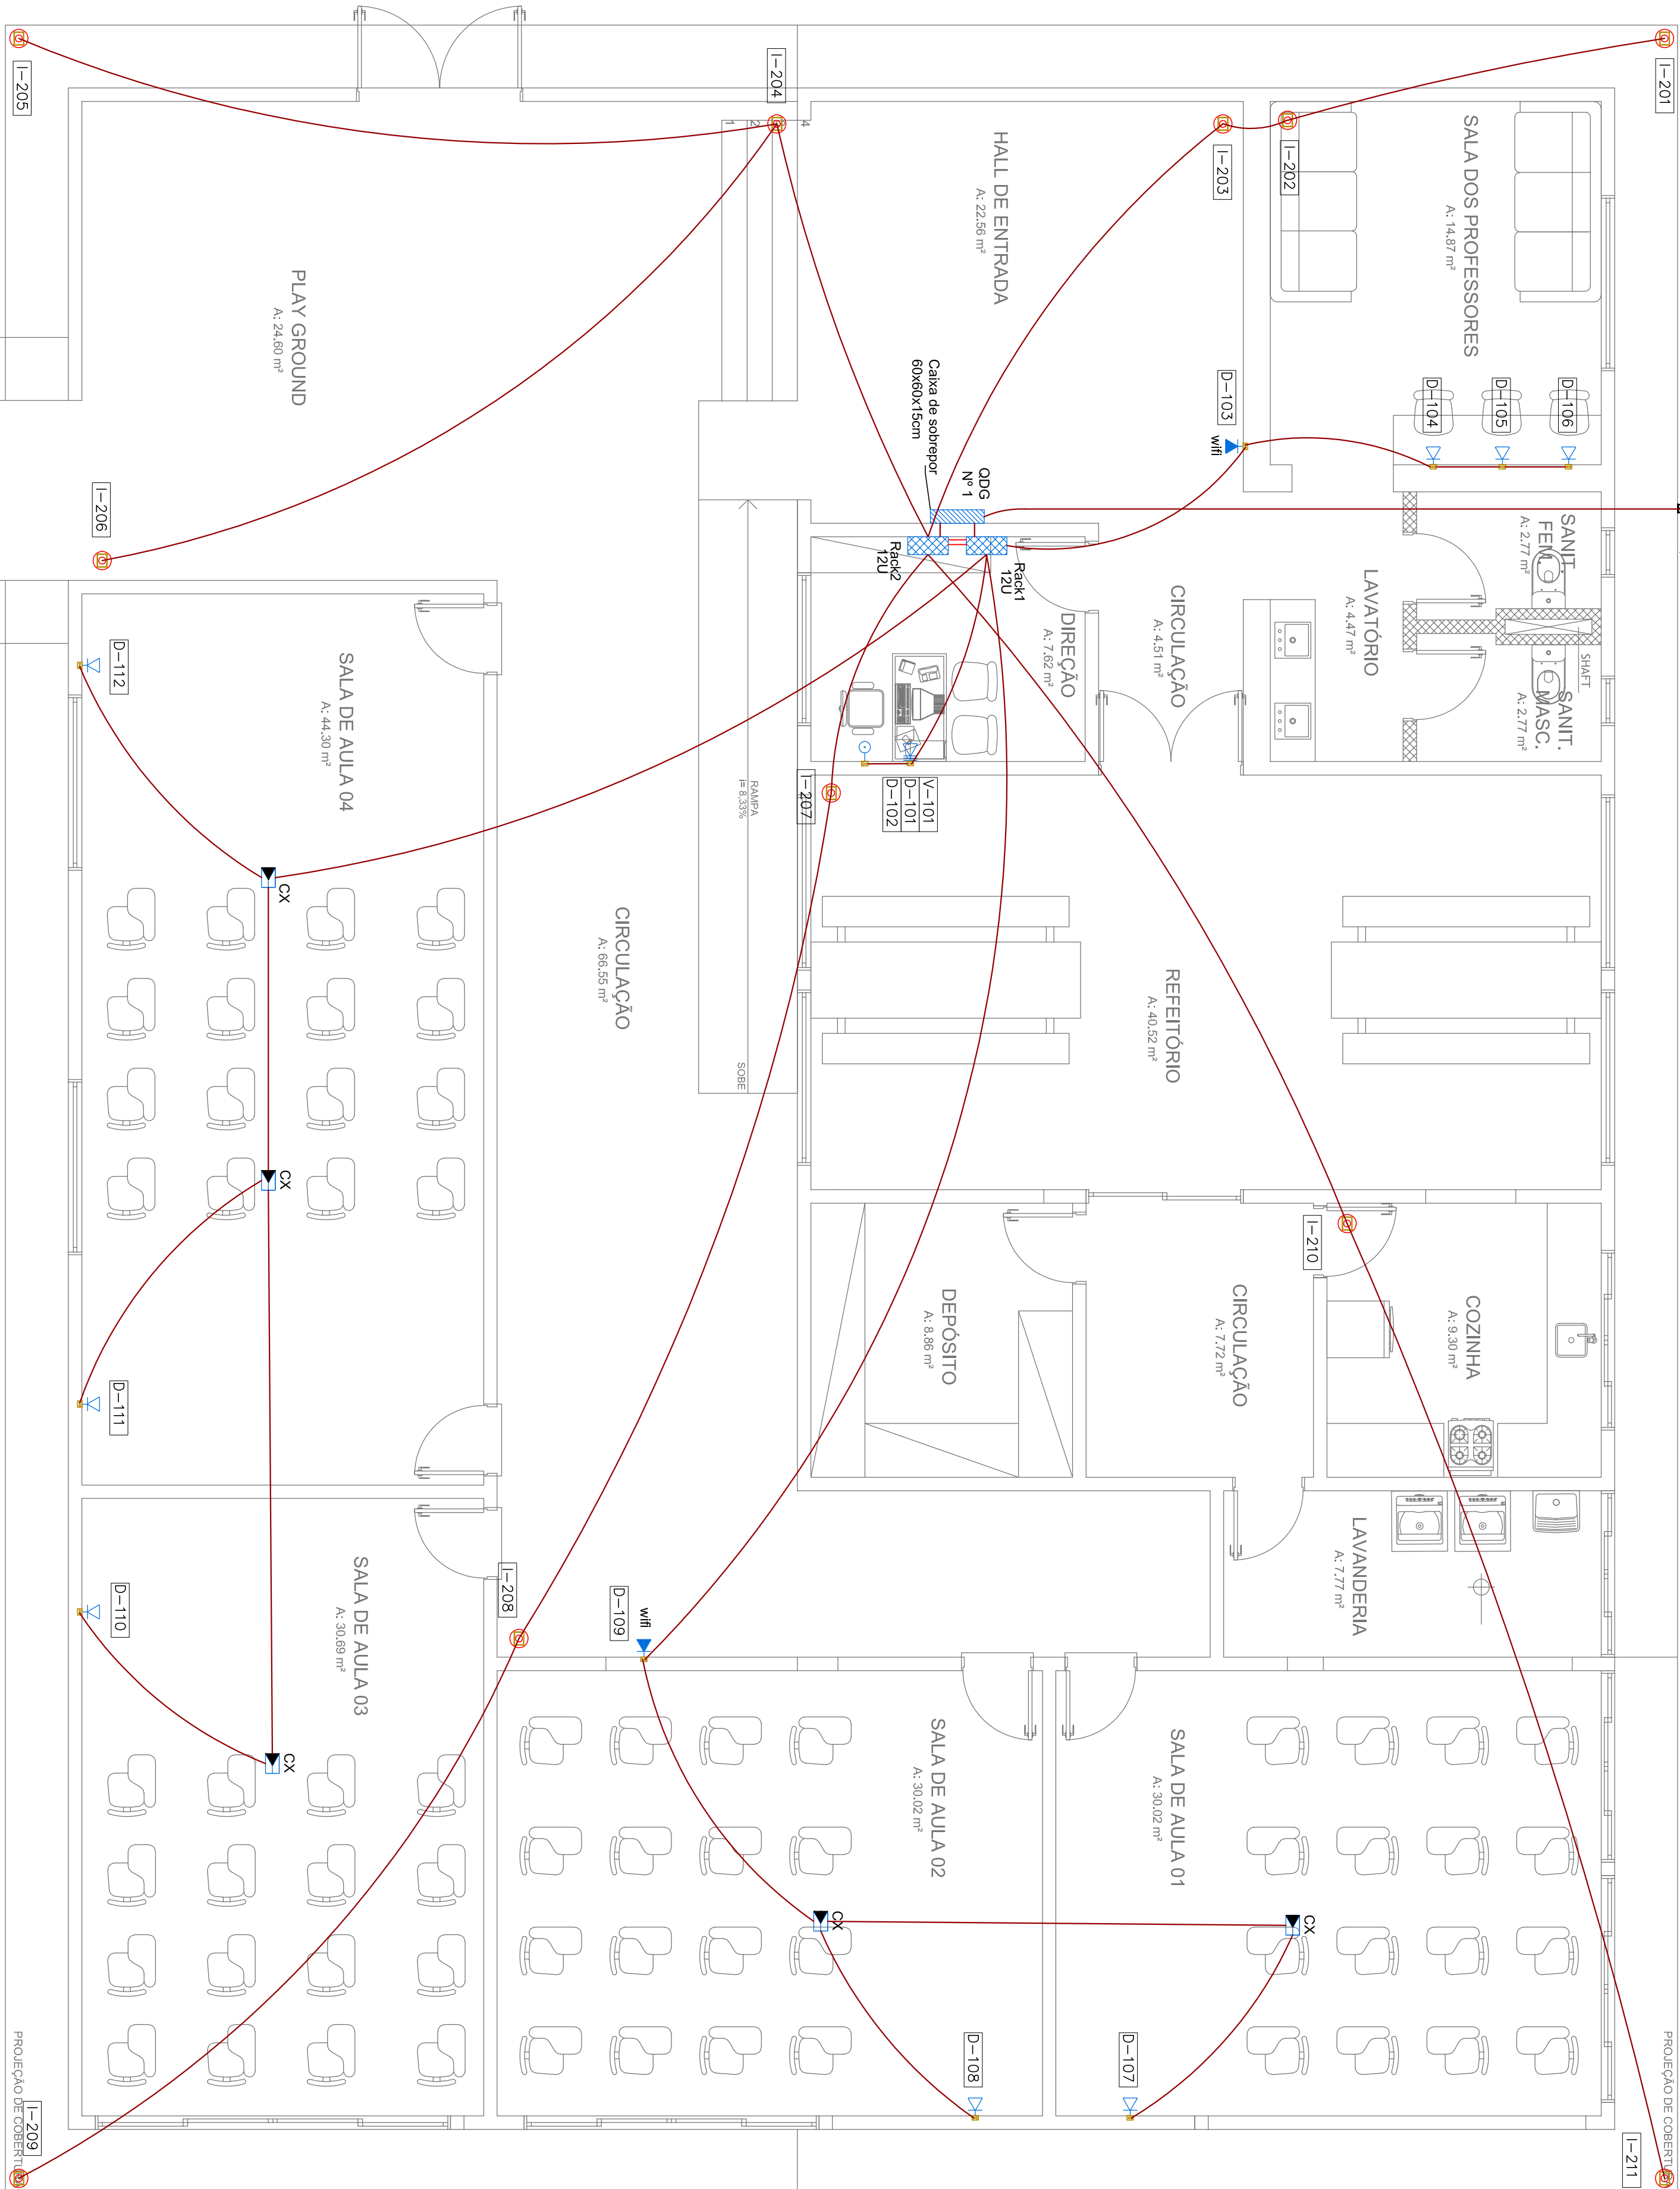 I-201
I-202
I-203
I-204
I-205
I-206
SALA DOS PROFESSORES
A: 14.87 m²
HALL DE ENTRADA
A: 22.56 m²
PLAY GROUND
A: 24.60 m²
1
2
4
D-106
D-105
D-104
D-103
wifi
Caixa de sobrepor
60x60x15cm
QDG
Nº 1
Rack1
12U
Rack2
12U
SANIT.
FEM.
A: 2.77 m²
SANIT.
MASC.
A: 2.77 m²
SHAFT
LAVATÓRIO
A: 4.47 m²
CIRCULAÇÃO
A: 4.51 m²
DIREÇÃO
A: 7.62 m²
V-101
D-101
D-102
I-207
RAMPA
i= 8,33%
SOBE
D-112
SALA DE AULA 04
A: 44.30 m²
CX
CX
CIRCULAÇÃO
A: 66.55 m²
REFEITÓRIO
A: 40.52 m²
I-210
COZINHA
A: 9.30 m²
CIRCULAÇÃO
A: 7.72 m²
DEPÓSITO
A: 8.86 m²
D-111
LAVANDERIA
A: 7.77 m²
I-208
wifi
D-109
D-110
SALA DE AULA 03
A: 30.69 m²
CX
SALA DE AULA 02
A: 30.02 m²
CX
SALA DE AULA 01
A: 30.02 m²
CX
D-108
D-107
I-209
PROJEÇÃO DE COBERTURA
I-211
PROJEÇÃO DE COBERTURA